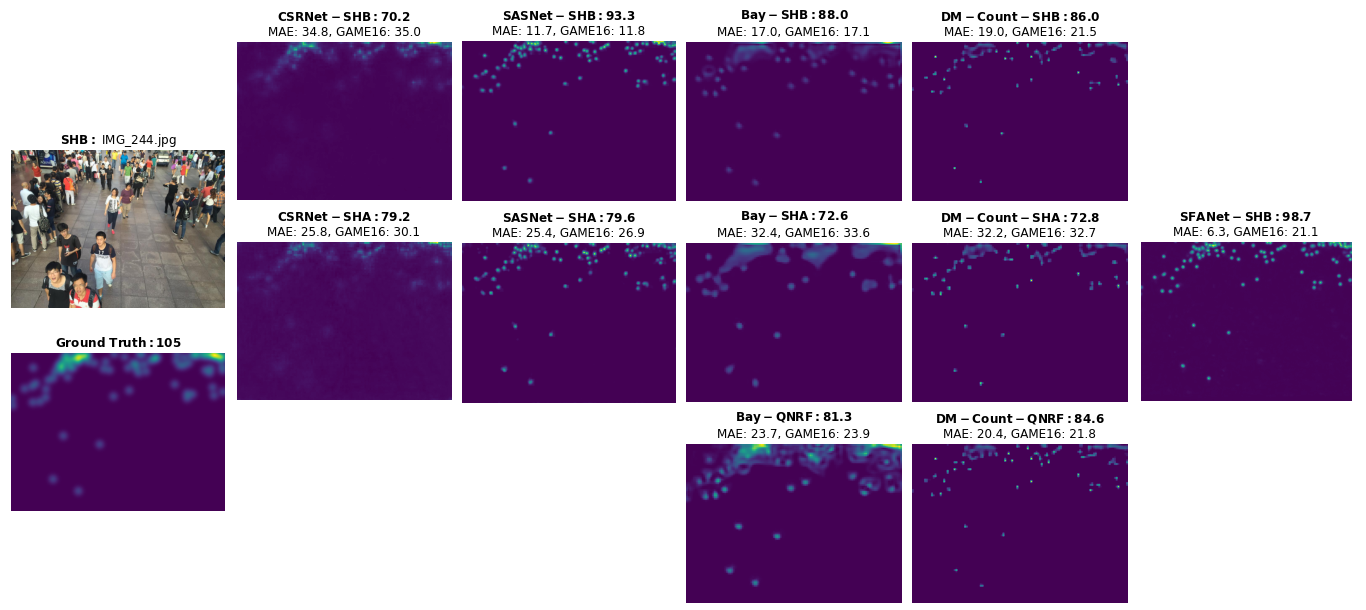 CSRNet−SHB:70.2
MAE: 34.8, GAME16: 35.0
SASNet−SHB:93.3
MAE: 11.7, GAME16: 11.8
Bay−SHB:88.0
MAE: 17.0, GAME16: 17.1
DM−Count−SHB:86.0
MAE: 19.0, GAME16: 21.5
SHB: IMG_244.jpg
CSRNet−SHA:79.2
MAE: 25.8, GAME16: 30.1
SASNet−SHA:79.6
MAE: 25.4, GAME16: 26.9
Bay−SHA:72.6
MAE: 32.4, GAME16: 33.6
DM−Count−SHA:72.8
MAE: 32.2, GAME16: 32.7
SFANet−SHB:98.7
MAE: 6.3, GAME16: 21.1
Ground Truth:105
Bay−QNRF:81.3
MAE: 23.7, GAME16: 23.9
DM−Count−QNRF:84.6
MAE: 20.4, GAME16: 21.8